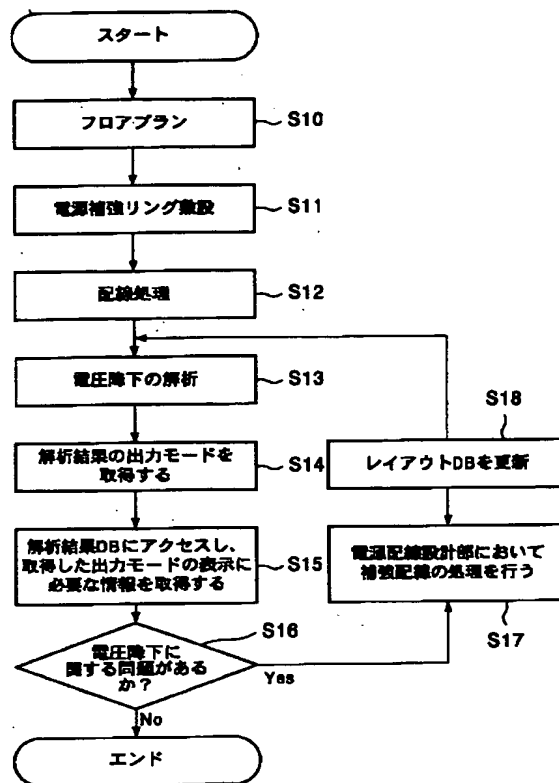 スタート
フロアプラン
S10
電源補強リング敷設
S11
配線処理
S12
電圧降下の解析
S13
解析結果の出力モードを
取得する
S14
解析結果DBにアクセスし、
取得した出力モードの表示に
必要な情報を取得する
S15
電圧降下に
関する問題がある
か?
S16
Yes
No
エンド
S18
レイアウトDBを更新
電源配線設計部において
補強配線の処理を行う
S17